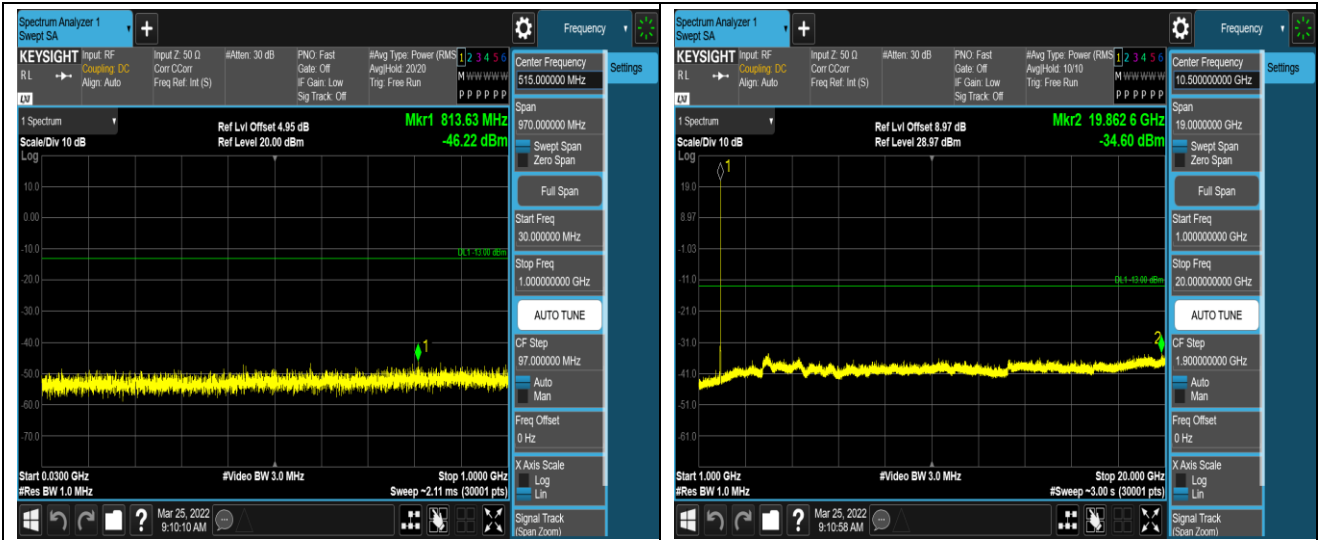 Spectrum Analyzer 1
Swept SA
Frequency
KEYSIGHT
RL
Input: RF
Coupling: DC
Align: Auto
Input Z: 50 Ω
Corr CCorr
Freq Ref: Int (S)
#Atten: 30 dB
PNO: Fast
Gate: Off
IF Gain: Low
Sig Track: Off
#Avg Type: Power (RMS
Avg|Hold: 20/20
Trig: Free Run
1 2 3 4 5 6
M W W W W W
P P P P P P
LXI
1 Spectrum
Scale/Div 10 dB
Log
Ref Lvl Offset 4.95 dB
Ref Level 20.00 dBm
Mkr1 813.63 MHz
-46.22 dBm
10.0
0.00
-10.0
DL1 -13.00 dBm
-20.0
-30.0
-40.0
1
-50.0
-60.0
-70.0
Start 0.0300 GHz
#Res BW 1.0 MHz
#Video BW 3.0 MHz
Stop 1.0000 GHz
Sweep ~2.11 ms (30001 pts)
Center Frequency
515.000000 MHz
Settings
Span
970.000000 MHz
Swept Span
Zero Span
Full Span
Start Freq
30.000000 MHz
Stop Freq
1.000000000 GHz
AUTO TUNE
CF Step
97.000000 MHz
Auto
Man
Freq Offset
0 Hz
X Axis Scale
Log
Lin
Signal Track
(Span Zoom)
?
Mar 25, 2022
9:10:10 AM
Spectrum Analyzer 1
Swept SA
Frequency
KEYSIGHT
RL
Input: RF
Coupling: DC
Align: Auto
Input Z: 50 Ω
Corr CCorr
Freq Ref: Int (S)
#Atten: 30 dB
PNO: Fast
Gate: Off
IF Gain: Low
Sig Track: Off
#Avg Type: Power (RMS
Avg|Hold: 10/10
Trig: Free Run
1 2 3 4 5 6
M W W W W W
P P P P P P
LXI
1 Spectrum
Scale/Div 10 dB
Log
Ref Lvl Offset 8.97 dB
Ref Level 28.97 dBm
Mkr2 19.862 6 GHz
-34.60 dBm
1
19.0
8.97
-1.03
-11.0
DL1 -13.00 dBm
-21.0
-31.0
2
-41.0
-51.0
-61.0
Start 1.000 GHz
#Res BW 1.0 MHz
#Video BW 3.0 MHz
Stop 20.000 GHz
#Sweep ~3.00 s (30001 pts)
Center Frequency
10.500000000 GHz
Settings
Span
19.0000000 GHz
Swept Span
Zero Span
Full Span
Start Freq
1.000000000 GHz
Stop Freq
20.000000000 GHz
AUTO TUNE
CF Step
1.900000000 GHz
Auto
Man
Freq Offset
0 Hz
X Axis Scale
Log
Lin
Signal Track
(Span Zoom)
?
Mar 25, 2022
9:10:58 AM